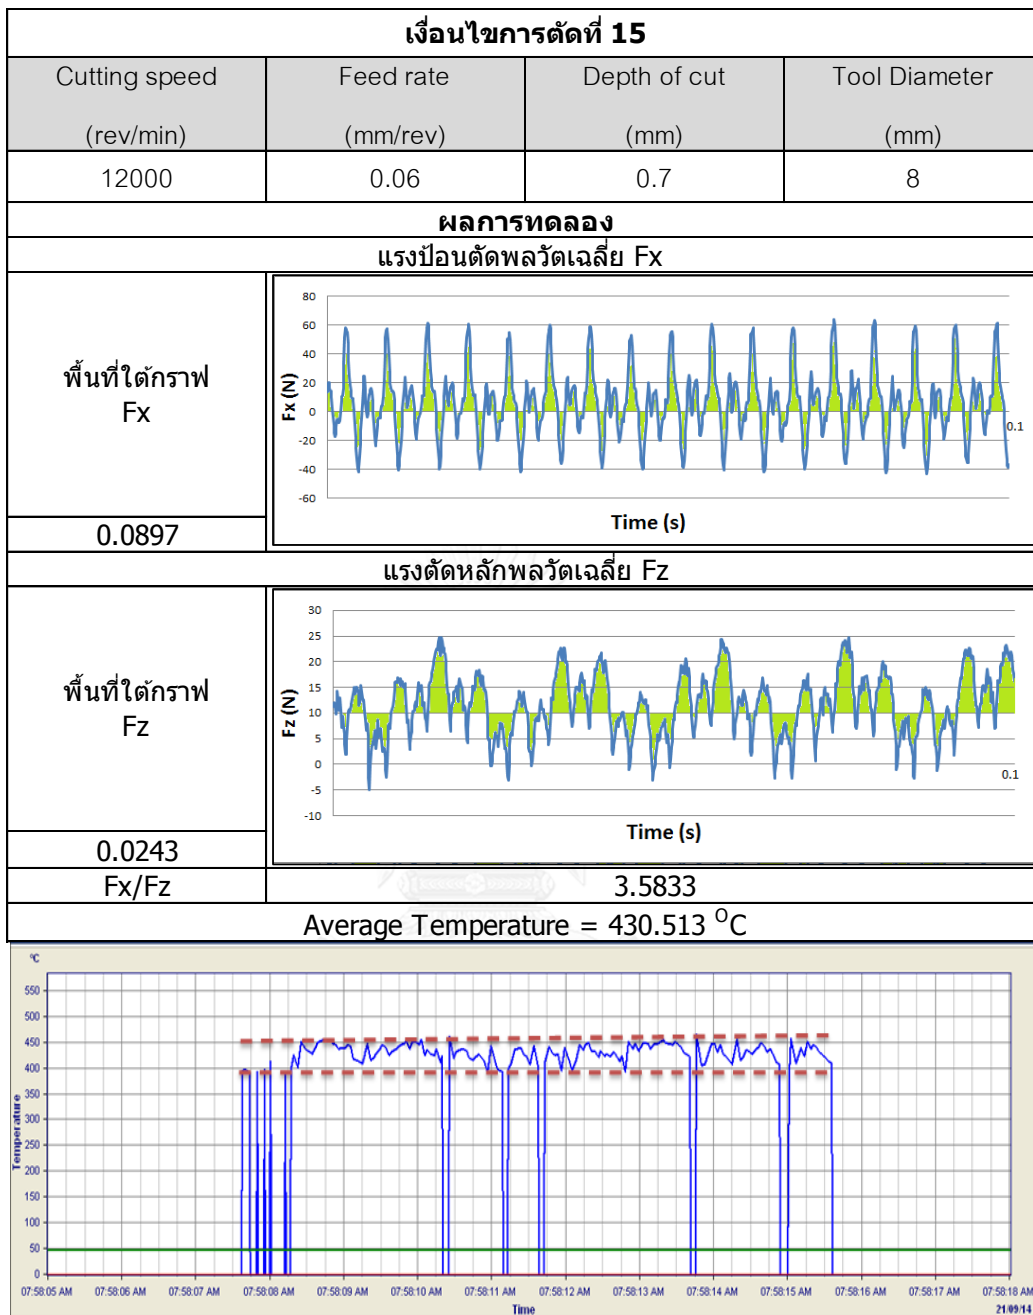 เงื่อนไขการตัดที่ 15
Cutting speed (rev/min)
Feed rate (mm/rev)
Depth of cut (mm)
Tool Diameter (mm)
12000 0.06 0.7 8
ผลการทดลอง
แรงป้อนตัดพลวัตเฉลี่ย Fx
พื้นที่ใต้กราฟ
Fx
0.0897
80
60
40
20
0
-20
-40
-60
Fx (N)
0.1
Time (s)
แรงตัดหลักพลวัตเฉลี่ย Fz
พื้นที่ใต้กราฟ
Fz
0.0243
30
25
20
15
10
5
0
-5
-10
Fz (N)
0.1
Time (s)
Fx/Fz 3.5833
Average Temperature = 430.513 ᴼC
°C
550
500
450
400
350
300
250
200
150
100
50
0
Temperature
07:58:05 AM 07:58:06 AM 07:58:07 AM 07:58:08 AM 07:58:09 AM 07:58:10 AM 07:58:11 AM 07:58:12 AM 07:58:13 AM 07:58:14 AM 07:58:15 AM 07:58:16 AM 07:58:17 AM 07:58:18 AM
Time
21/09/14